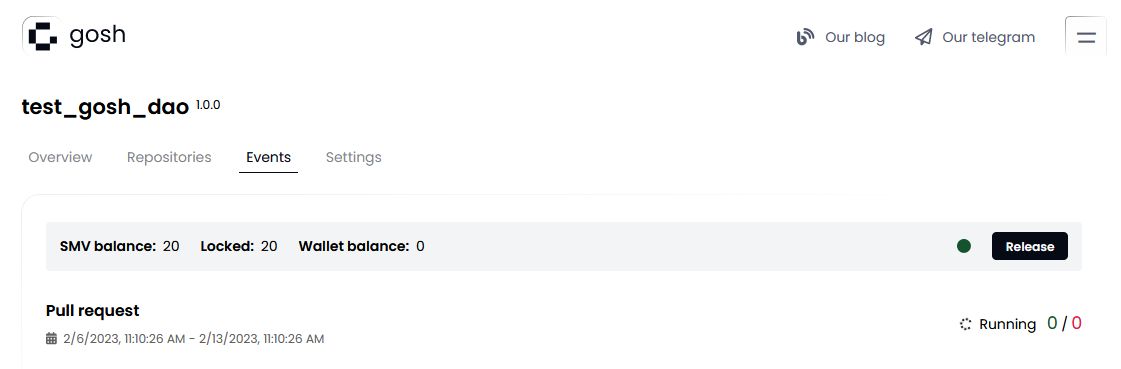 gosh
Our blog
Our telegram
test_gosh_dao 1.0.0
Overview Repositories Events Settings
SMV balance: 20 Locked: 20 Wallet balance: 0 Release
Pull request
2/6/2023, 11:10:26 AM - 2/13/2023, 11:10:26 AM
Running 0 / 0